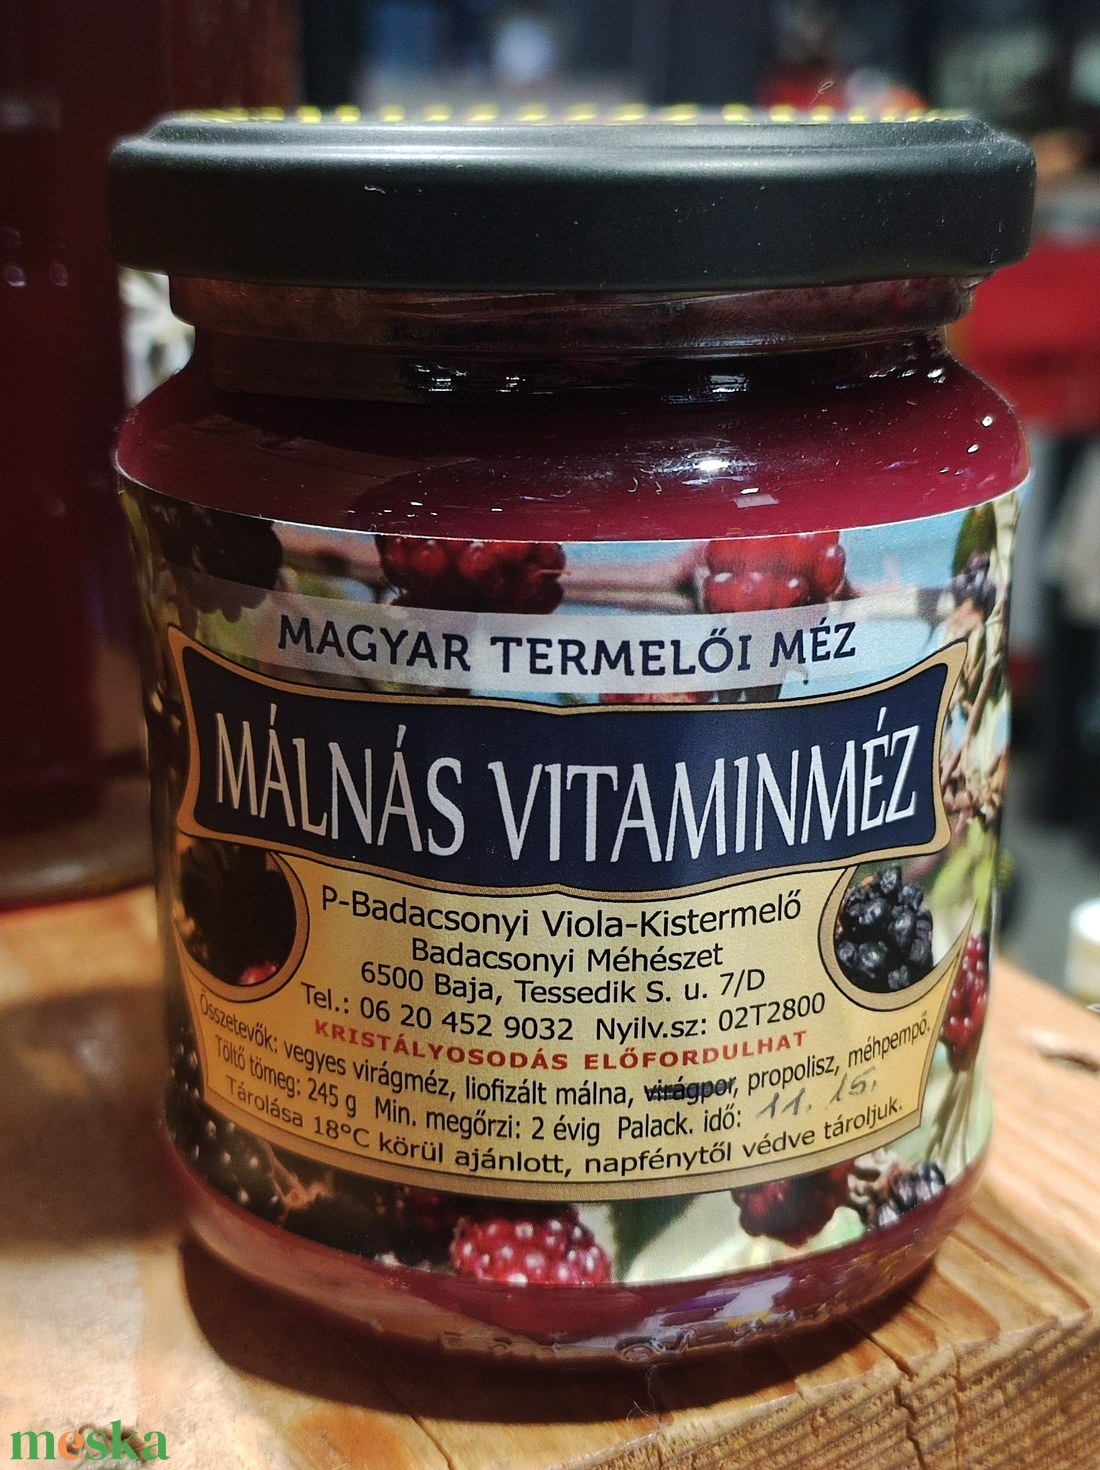 MAGYAR TERMELŐI MÉZ
MÁLNÁS VITAMINMÉZ
P-Badacsonyi Viola-Kistermelő
Badacsonyi Méhészet
6500 Baja, Tessedik S. u. 7/D
Tel.: 06 20 452 9032 Nyilv.sz: 02T2800
KRISTÁLYOSODÁS ELŐFORDULHAT
Összetevők: vegyes virágméz, liofizált málna, virágpor, propolisz, méhpempő.
Töltő tömeg: 245 g Min. megőrzi: 2 évig Palack. idő: 11. 15.
Tárolása 18°C körül ajánlott, napfénytől védve tároljuk.
meska